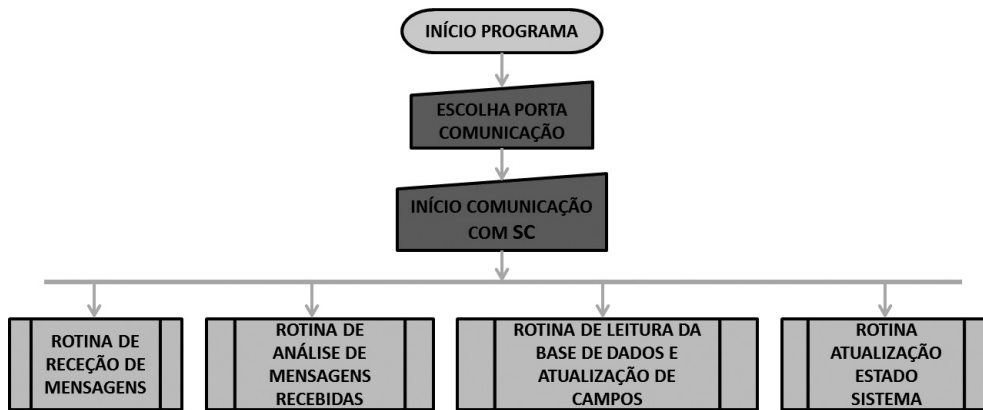 INÍCIO PROGRAMA
ESCOLHA PORTA
COMUNICAÇÃO
INÍCIO COMUNICAÇÃO
COM SC
ROTINA DE
RECEÇÃO DE
MENSAGENS
ROTINA DE
ANÁLISE DE
MENSAGENS
RECEBIDAS
ROTINA DE LEITURA DA
BASE DE DADOS E
ATUALIZAÇÃO DE
CAMPOS
ROTINA
ATUALIZAÇÃO
ESTADO
SISTEMA